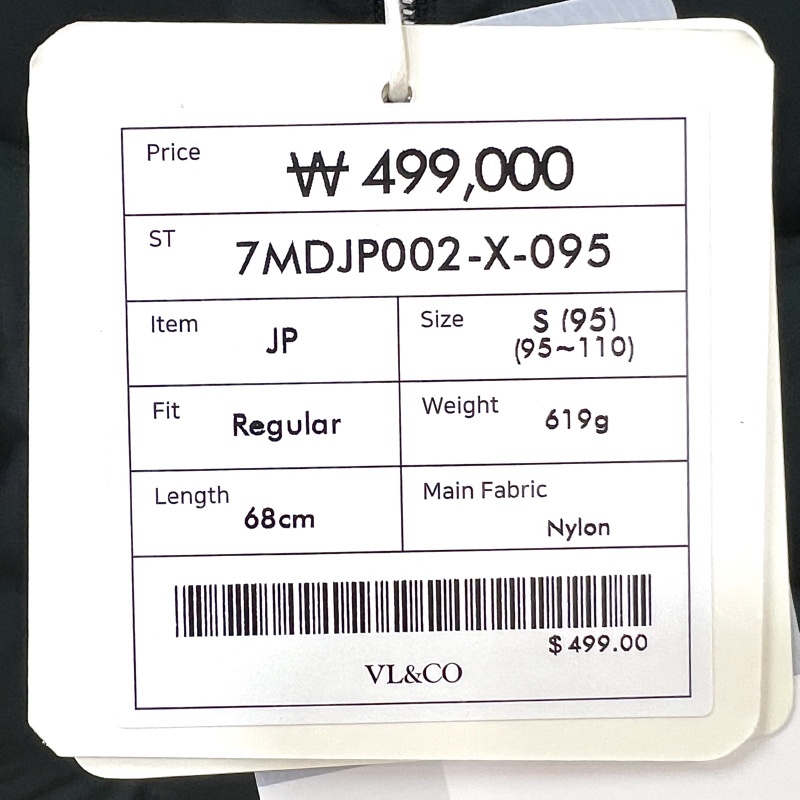 Price ₩ 499,000
ST 7MDJP002-X-095
Item JP
Size S (95)
(95~110)
Fit Regular
Weight 619g
Length 68cm
Main Fabric
Nylon
$499.00
VL&CO